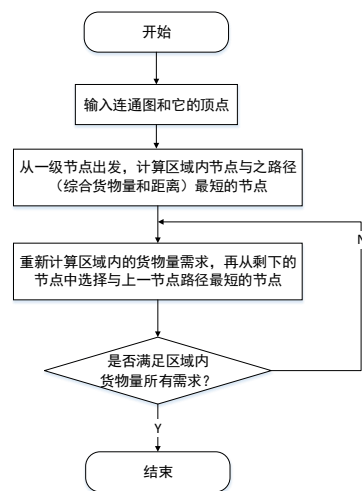 开始
输入连通图和它的顶点
从一级节点出发，计算区域内节点与之路径
（综合货物量和距离）最短的节点
N
重新计算区域内的货物量需求，再从剩下的
节点中选择与上一节点路径最短的节点
是否满足区域内
货物量所有需求？
Y
结束